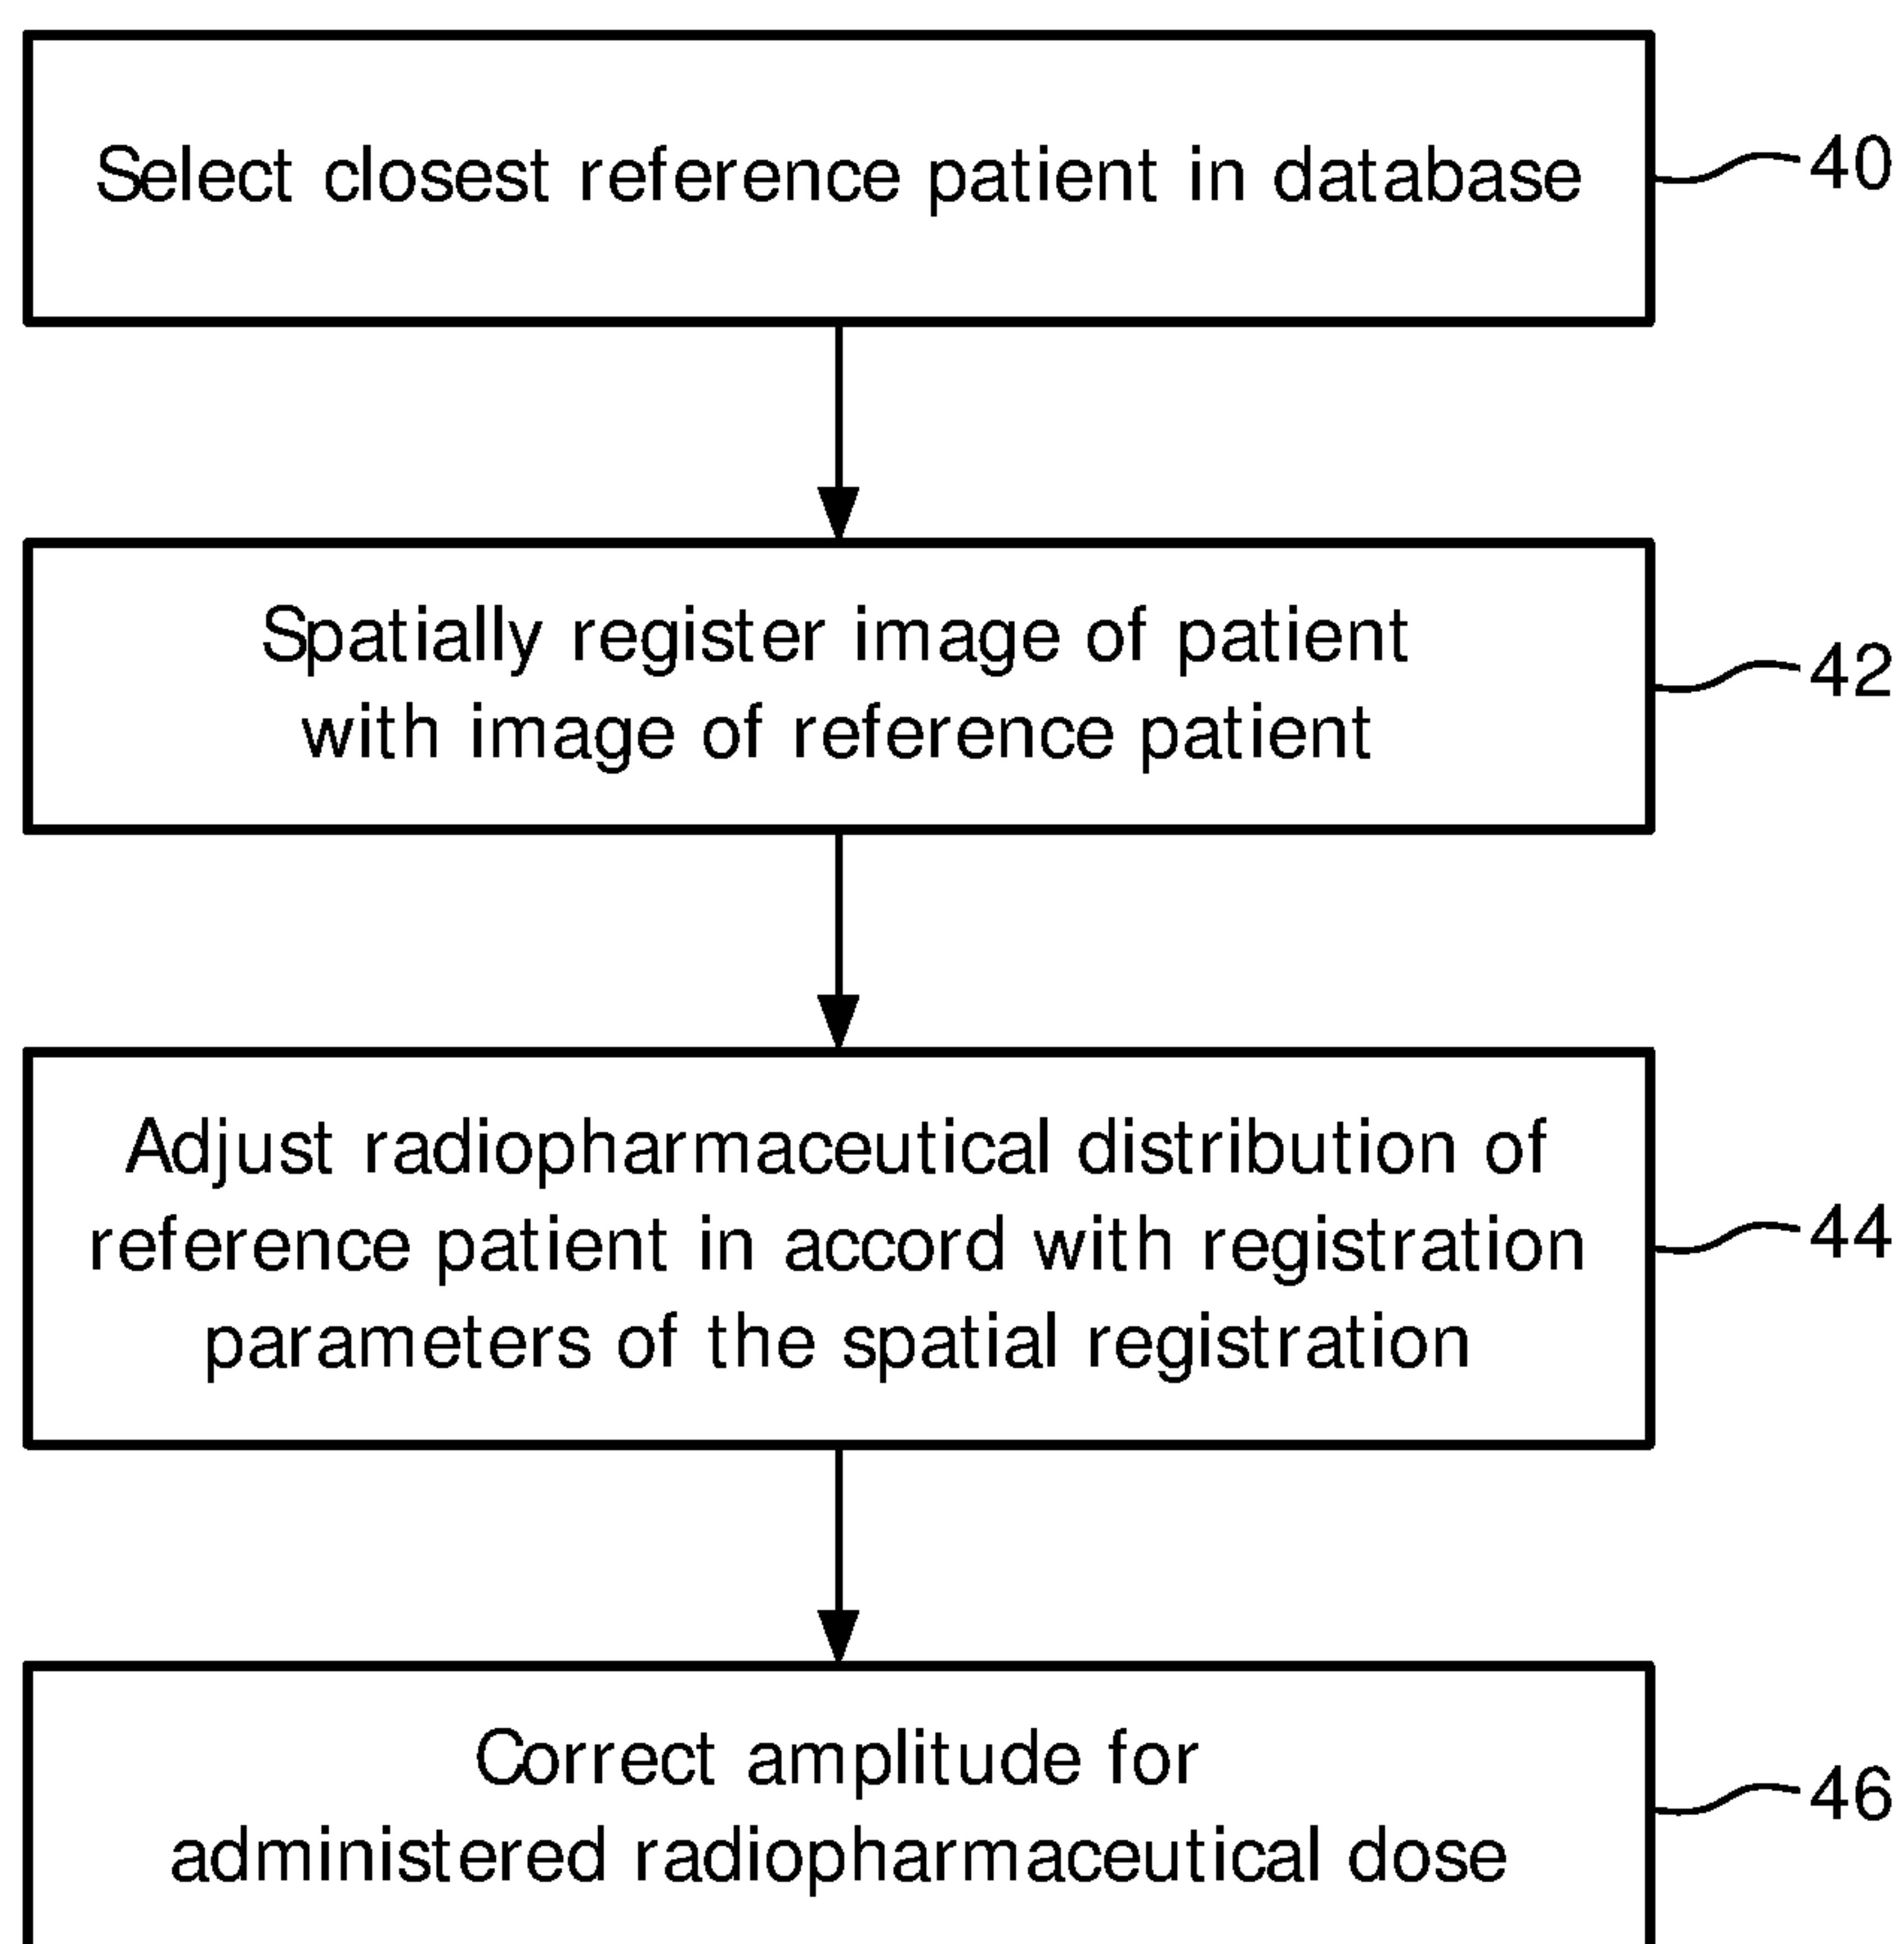 Select closest reference patient in database
40
Spatially register image of patient
with image of reference patient
42
Adjust radiopharmaceutical distribution of
reference patient in accord with registration
parameters of the spatial registration
44
Correct amplitude for
administered radiopharmaceutical dose
46